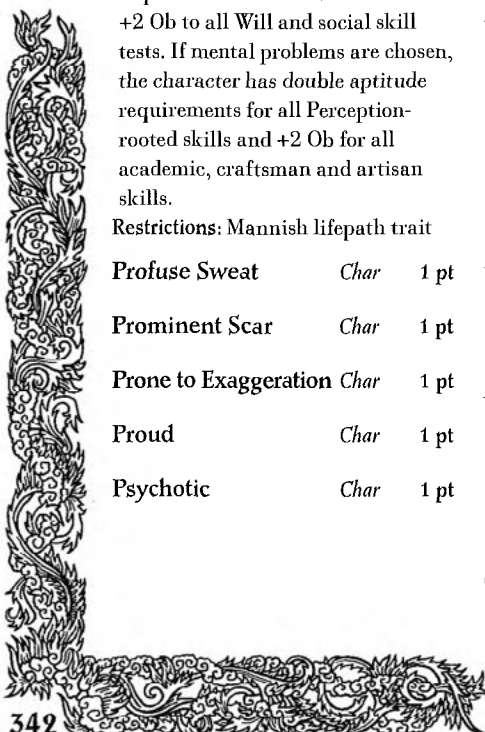 +2 Ob to all Will and social skill
tests. If mental problems are chosen,
the character has double aptitude
requirements for all Perception-
rooted skills and +2 Ob for all
academic, craftsman and artisan
skills.
Restrictions: Mannish lifepath trait
Profuse Sweat Char 1 pt
Prominent Scar Char 1 pt
Prone to Exaggeration Char 1 pt
Proud Char 1 pt
Psychotic Char 1 pt
342